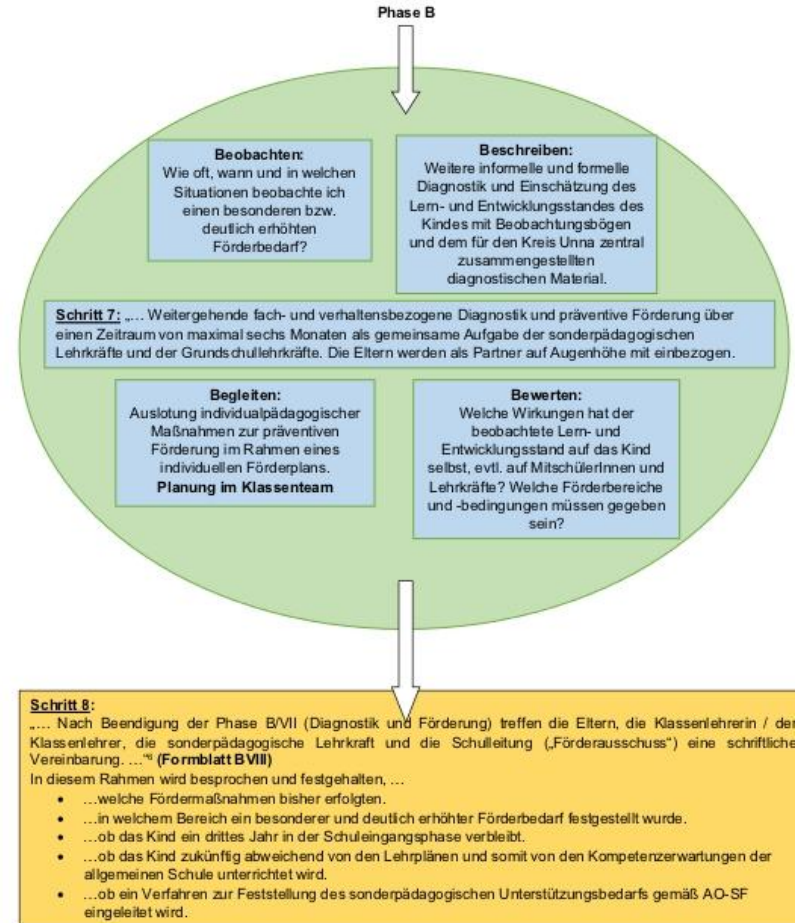 Phase B
Beobachten:
Wie oft, wann und in welchen
Situationen beobachte ich
einen besonderen bzw.
deutlich erhöhten
Förderbedarf?
Beschreiben:
Weitere informelle und formelle
Diagnostik und Einschätzung des
Lern- und Entwicklungsstandes des
Kindes mit Beobachtungsbögen
und dem für den Kreis Unna zentral
zusammengestellten
diagnostischen Material.
Schritt 7: „… Weitergehende fach- und verhaltensbezogene Diagnostik und präventive Förderung über
einen Zeitraum von maximal sechs Monaten als gemeinsame Aufgabe der sonderpädagogischen
Lehrkräfte und der Grundschullehrkräfte. Die Eltern werden als Partner auf Augenhöhe mit einbezogen.
Begleiten:
Auslotung individualpädagogischer
Maßnahmen zur präventiven
Förderung im Rahmen eines
individuellen Förderplans.
Planung im Klassenteam
Bewerten:
Welche Wirkungen hat der
beobachtete Lern- und
Entwicklungsstand auf das Kind
selbst, evtl. auf MitschülerInnen und
Lehrkräfte? Welche Förderbereiche
und -bedingungen müssen gegeben
sein?
Schritt 8:
„… Nach Beendigung der Phase B/VII (Diagnostik und Förderung) treffen die Eltern, die Klassenlehrerin / der
Klassenlehrer, die sonderpädagogische Lehrkraft und die Schulleitung („Förderausschuss“) eine schriftliche
Vereinbarung. …“⁶ (Formblatt BVIII)
In diesem Rahmen wird besprochen und festgehalten, …
• …welche Fördermaßnahmen bisher erfolgten.
• …in welchem Bereich ein besonderer und deutlich erhöhter Förderbedarf festgestellt wurde.
• …ob das Kind ein drittes Jahr in der Schuleingangsphase verbleibt.
• …ob das Kind zukünftig abweichend von den Lehrplänen und somit von den Kompetenzerwartungen der
allgemeinen Schule unterrichtet wird.
• …ob ein Verfahren zur Feststellung des sonderpädagogischen Unterstützungsbedarfs gemäß AO-SF
eingeleitet wird.